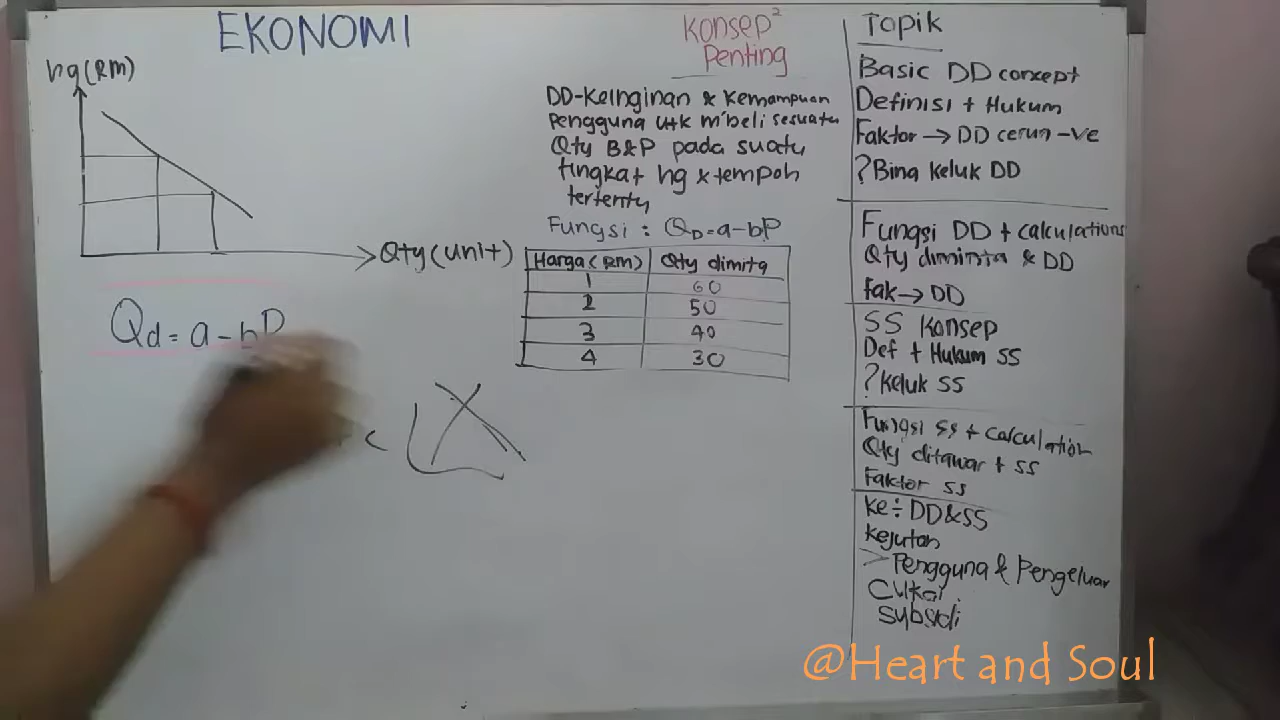 EKONOMI
hg(RM)
Qty(unit)
Qd = a - bP
Konsep²
Penting
DD-Keinginan & Kemampuan
Pengguna utk m'beli sesuatu
Qty B&P pada suatu
tingkat hg x tempoh
tertentu
Fungsi : QD=a-bP
Harga(RM) Qty diminta
1 60
2 50
3 40
4 30
Topik
Basic DD concept
Definisi + Hukum
Faktor → DD cerun -ve
? Bina Keluk DD
Fungsi DD + calculations
Qty diminta & DD
Fak → DD
SS Konsep
Def + Hukum SS
? Keluk SS
Fungsi SS + calculation
Qty ditawar + SS
Faktor SS
Ke÷ DD&SS
Kejutan
> Pengguna & Pengeluar
Cukai
Subsidi
@Heart and Soul